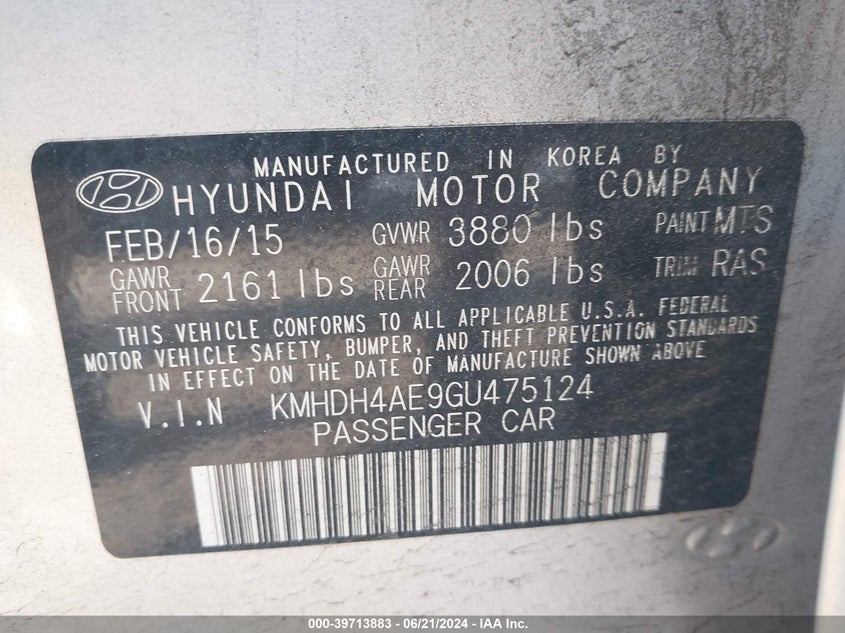 MANUFACTURED IN KOREA BY
HYUNDAI MOTOR COMPANY
FEB/16/15 GVWR 3880 lbs PAINT MTS
GAWR FRONT 2161 lbs GAWR REAR 2006 lbs TRIM RAS
THIS VEHICLE CONFORMS TO ALL APPLICABLE U.S.A. FEDERAL
MOTOR VEHICLE SAFETY, BUMPER, AND THEFT PREVENTION STANDARDS
IN EFFECT ON THE DATE OF MANUFACTURE SHOWN ABOVE
V.I.N KMHDH4AE9GU475124
PASSENGER CAR
000-39713883 / 06/21/2024 / IAA Inc.